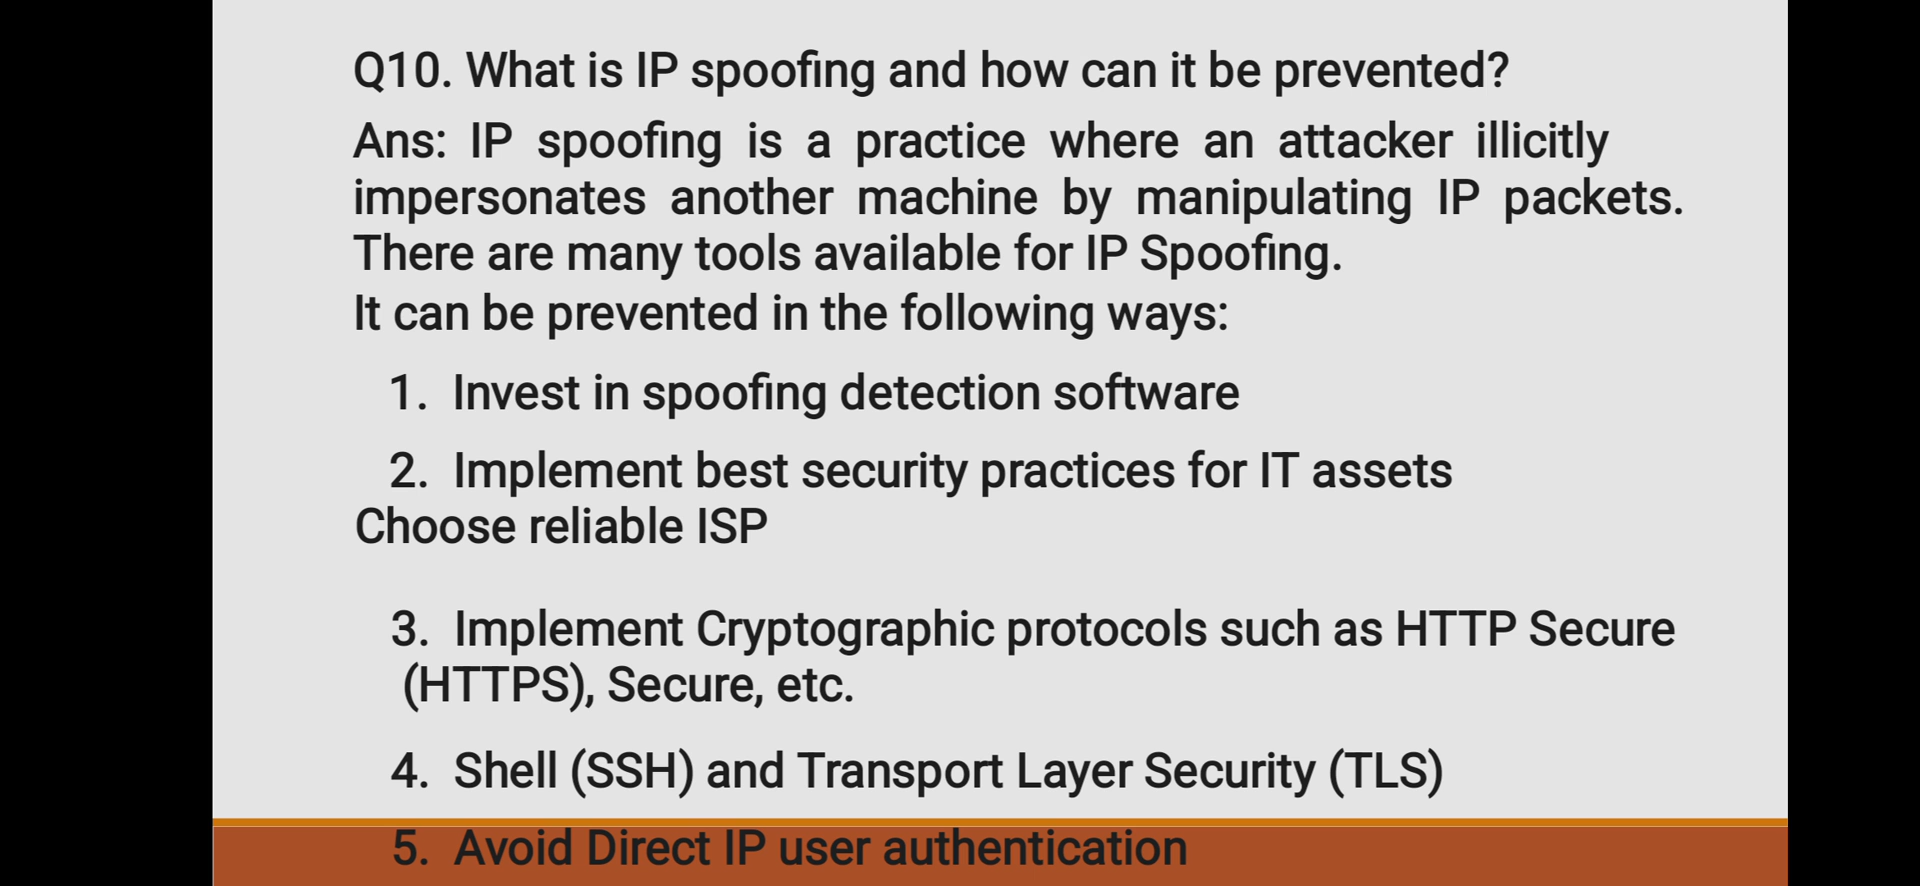 Q10. What is IP spoofing and how can it be prevented?
Ans: IP spoofing is a practice where an attacker illicitly
impersonates another machine by manipulating IP packets.
There are many tools available for IP Spoofing.
It can be prevented in the following ways:
1. Invest in spoofing detection software
2. Implement best security practices for IT assets
Choose reliable ISP
3. Implement Cryptographic protocols such as HTTP Secure
(HTTPS), Secure, etc.
4. Shell (SSH) and Transport Layer Security (TLS)
5. Avoid Direct IP user authentication